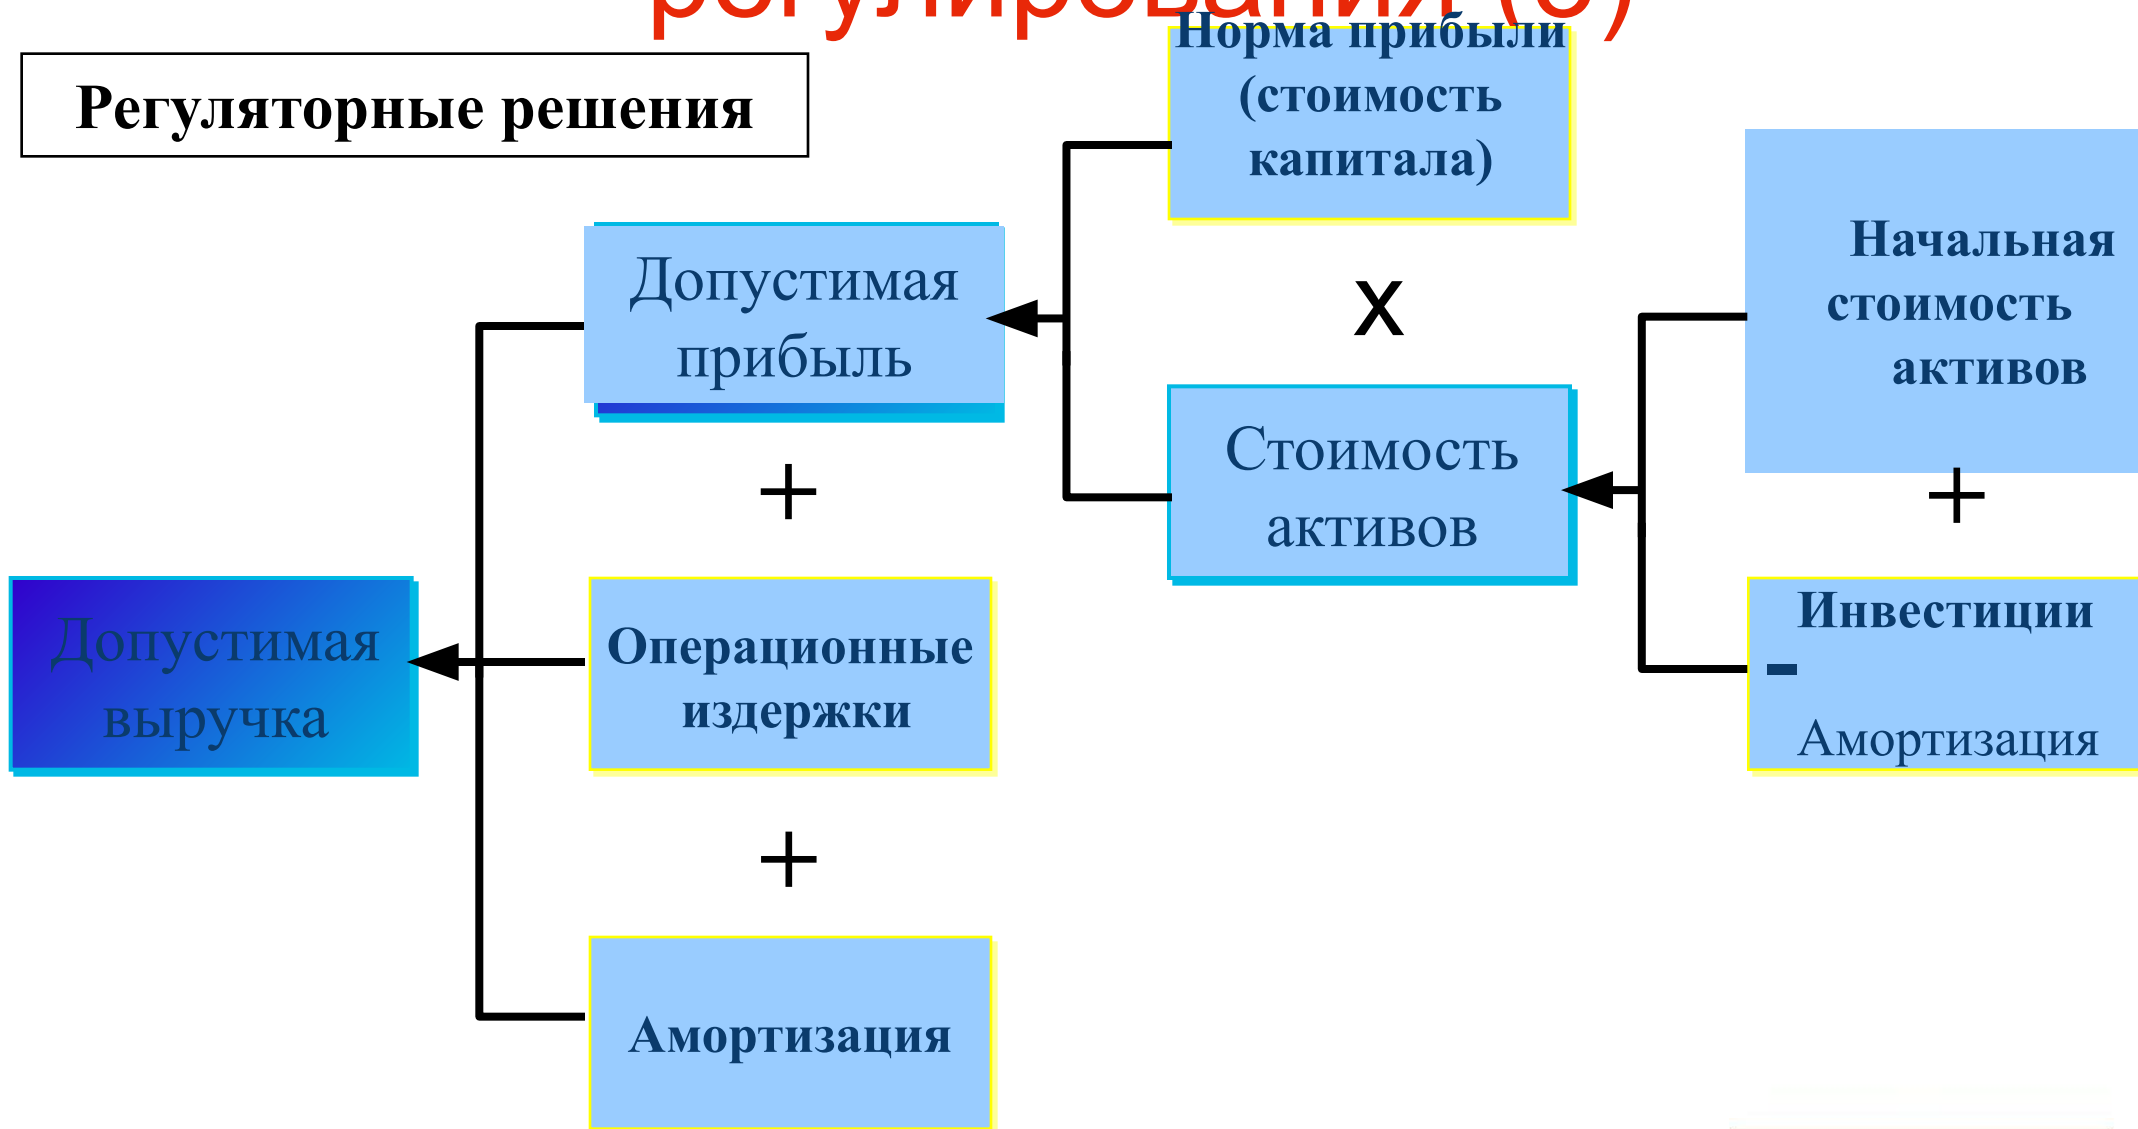 регулирования
Регуляторные решения
Норма прибыли
(стоимость
капитала)
Допустимая
прибыль
x
Начальная
стоимость
активов
+
Стоимость
активов
+
Допустимая
выручка
Операционные
издержки
Инвестиции
-
Амортизация
+
Амортизация